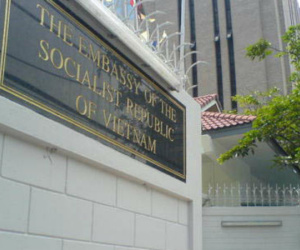 THE EMBASSY OF THE
SOCIALIST REPUBLIC
OF VIETNAM